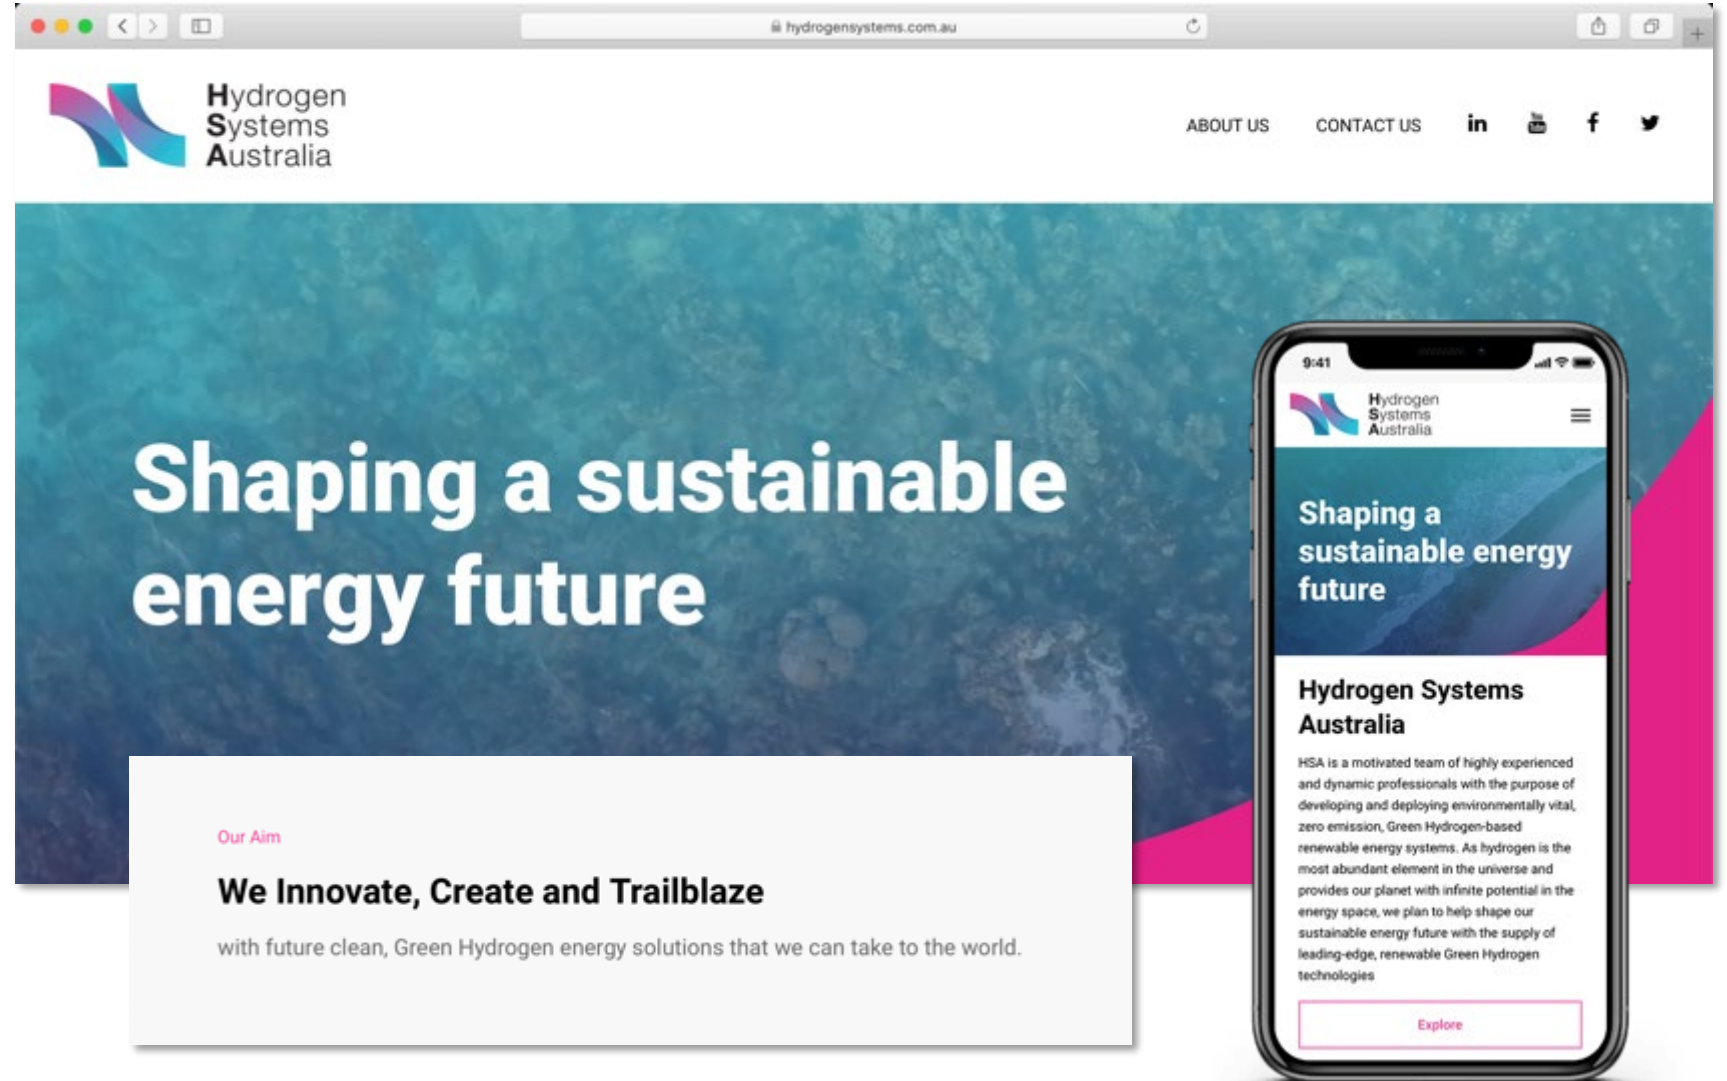 hydrogensystems.com.au
Hydrogen
Systems
Australia
ABOUT US
CONTACT US
in
You
Tube
f
Shaping a sustainable
energy future
Our Aim
We Innovate, Create and Trailblaze
with future clean, Green Hydrogen energy solutions that we can take to the world.
9:41
Hydrogen
Systems
Australia
Shaping a
sustainable energy
future
Hydrogen Systems
Australia
HSA is a motivated team of highly experienced
and dynamic professionals with the purpose of
developing and deploying environmentally vital,
zero emission, Green Hydrogen-based
renewable energy systems. As hydrogen is the
most abundant element in the universe and
provides our planet with infinite potential in the
energy space, we plan to help shape our
sustainable energy future with the supply of
leading-edge, renewable Green Hydrogen
technologies
Explore